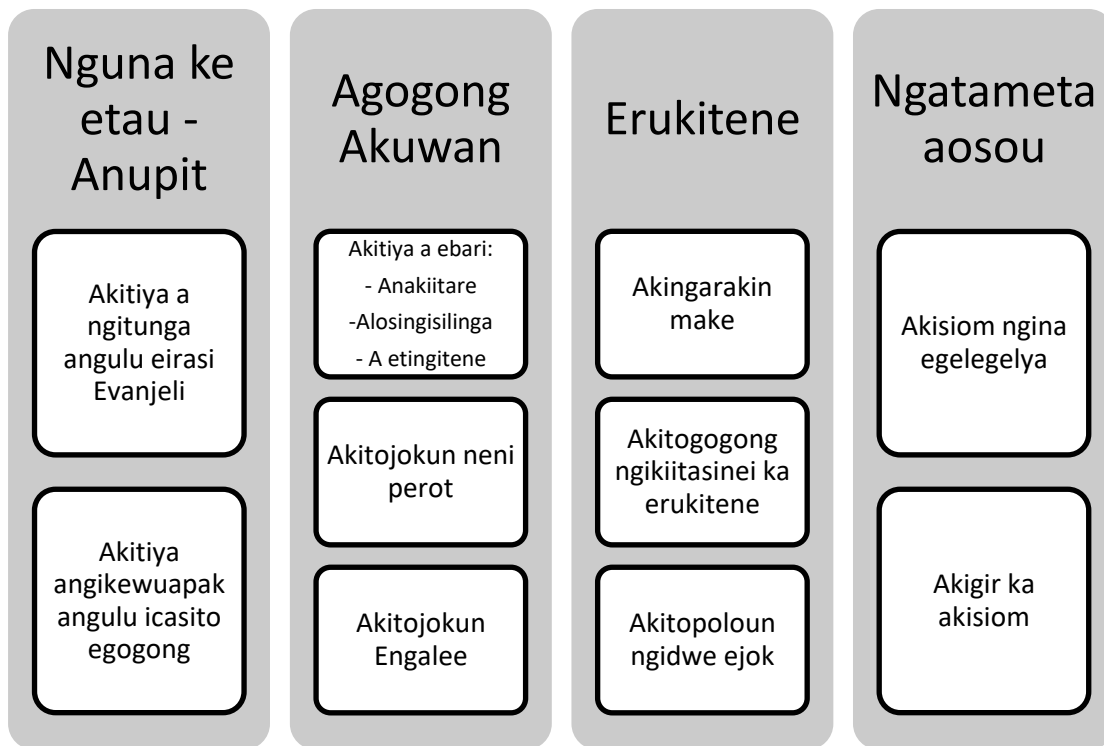 Nguna ke
etau -
Anupit
Akitiya a
ngitunga
angulu eirasi
Evanjeli
Akitiya
angikewuapak
angulu icasito
egogong
Agogong
Akuwan
Akitiya a ebari:
- Anakiitare
-Alosingisilinga
- A etingitene
Akitojokun neni
perot
Akitojokun
Engalee
Erukitene
Akingarakin
make
Akitogogong
ngikiitasinei ka
erukitene
Akitopoloun
ngidwe ejok
Ngatameta
aosou
Akisiom ngina
egelegelya
Akigir ka
akisiom